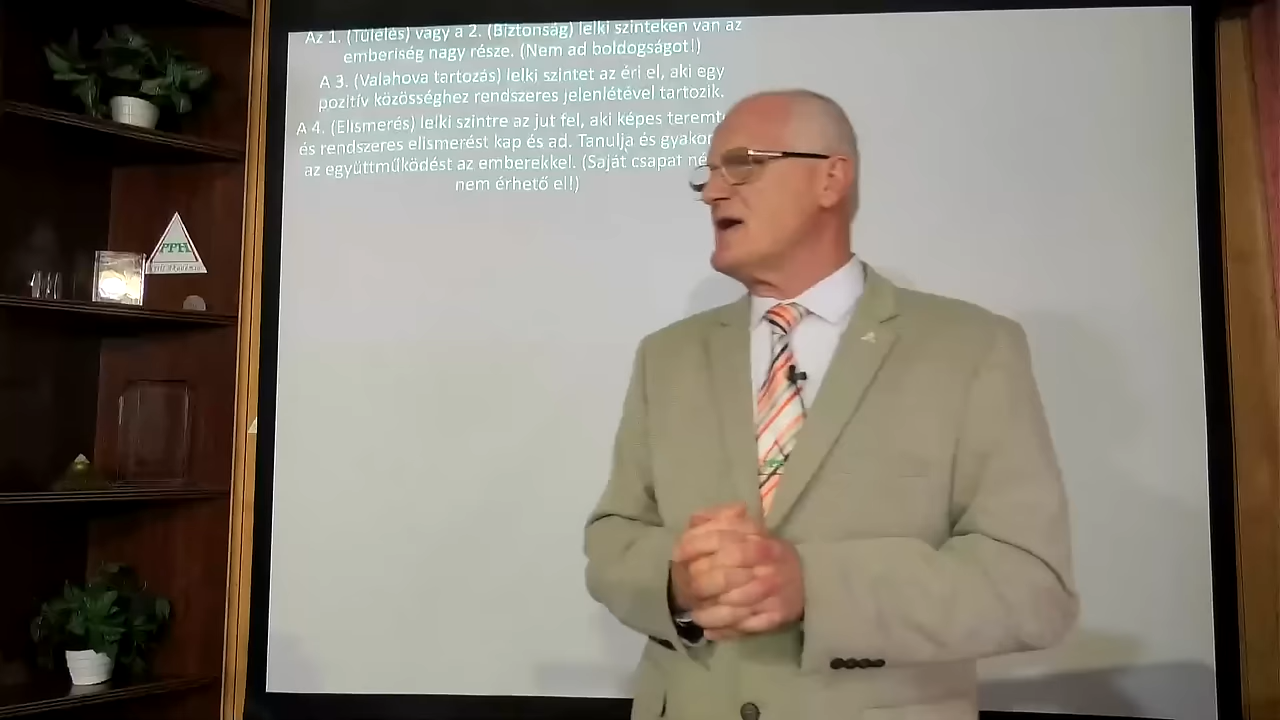 Az 1. (Túlélés) vagy a 2. (Biztonság) lelki szinteken van az
emberiség nagy része. (Nem ad boldogságot!)
A 3. (Valahova tartozás) lelki szintet az éri el, aki egy
pozitív közösséghez rendszeres jelenlétével tartozik.
A 4. (Elismerés) lelki szintre az jut fel, aki képes teremt
és rendszeres elismerést kap és ad. Tanulja és gyakor
az együttműködést az emberekkel. (Saját csapat né
nem érhető el!)
PFH